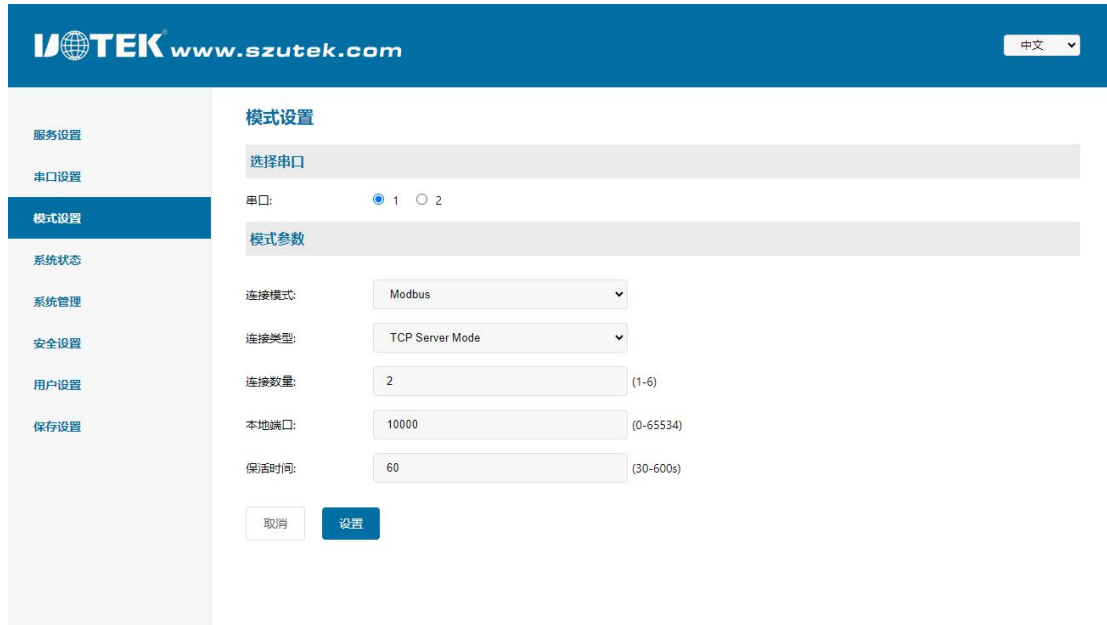 UTEK www.szutek.com
中文
服务设置
串口设置
模式设置
系统状态
系统管理
安全设置
用户设置
保存设置
模式设置
选择串口
串口: 1 2
模式参数
连接模式: Modbus
连接类型: TCP Server Mode
连接数量: 2 (1-6)
本地端口: 10000 (0-65534)
保活时间: 60 (30-600s)
取消 设置